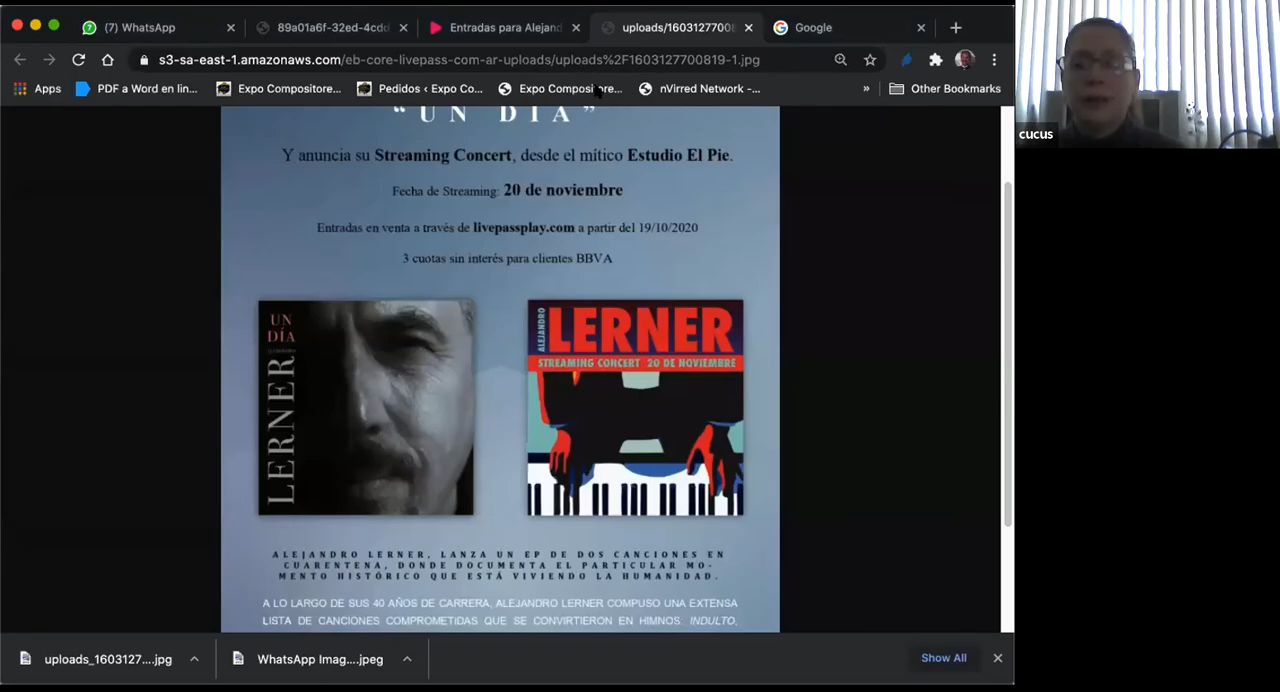 (7) WhatsApp
89a01a6f-32ed-4cdd
Entradas para Alejand
uploads/1603127700
Google
s3-sa-east-1.amazonaws.com/eb-core-livepass-com-ar-uploads/uploads%2F1603127700819-1.jpg
Apps
PDF a Word en lin...
Expo Compositore...
Pedidos ‹ Expo Co...
Expo Compositore...
nVirred Network -...
»
Other Bookmarks
cucus
“UN DÍA”
Y anuncia su Streaming Concert, desde el mítico Estudio El Pie.
Fecha de Streaming: 20 de noviembre
Entradas en venta a través de livepassplay.com a partir del 19/10/2020
3 cuotas sin interés para clientes BBVA
UN
DÍA
LERNER
ALEJANDRO
LERNER
STREAMING CONCERT 20 DE NOVIEMBRE
ALEJANDRO LERNER, LANZA UN EP DE DOS CANCIONES EN
CUARENTENA, DONDE DOCUMENTA EL PARTICULAR MO-
MENTO HISTÓRICO QUE ESTÁ VIVIENDO LA HUMANIDAD.
A LO LARGO DE SUS 40 AÑOS DE CARRERA, ALEJANDRO LERNER COMPUSO UNA EXTENSA
LISTA DE CANCIONES COMPROMETIDAS QUE SE CONVIRTIERON EN HIMNOS: INDULTO,
uploads_1603127....jpg
WhatsApp Imag....jpeg
Show All